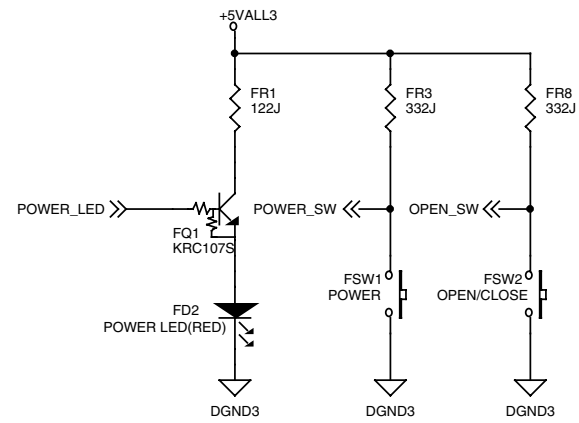 +5VALL3
FR1
122J
FR3
332J
FR8
332J
POWER_LED
POWER_SW
OPEN_SW
FQ1
KRC107S
FSW1
POWER
FSW2
OPEN/CLOSE
FD2
POWER LED(RED)
DGND3
DGND3
DGND3